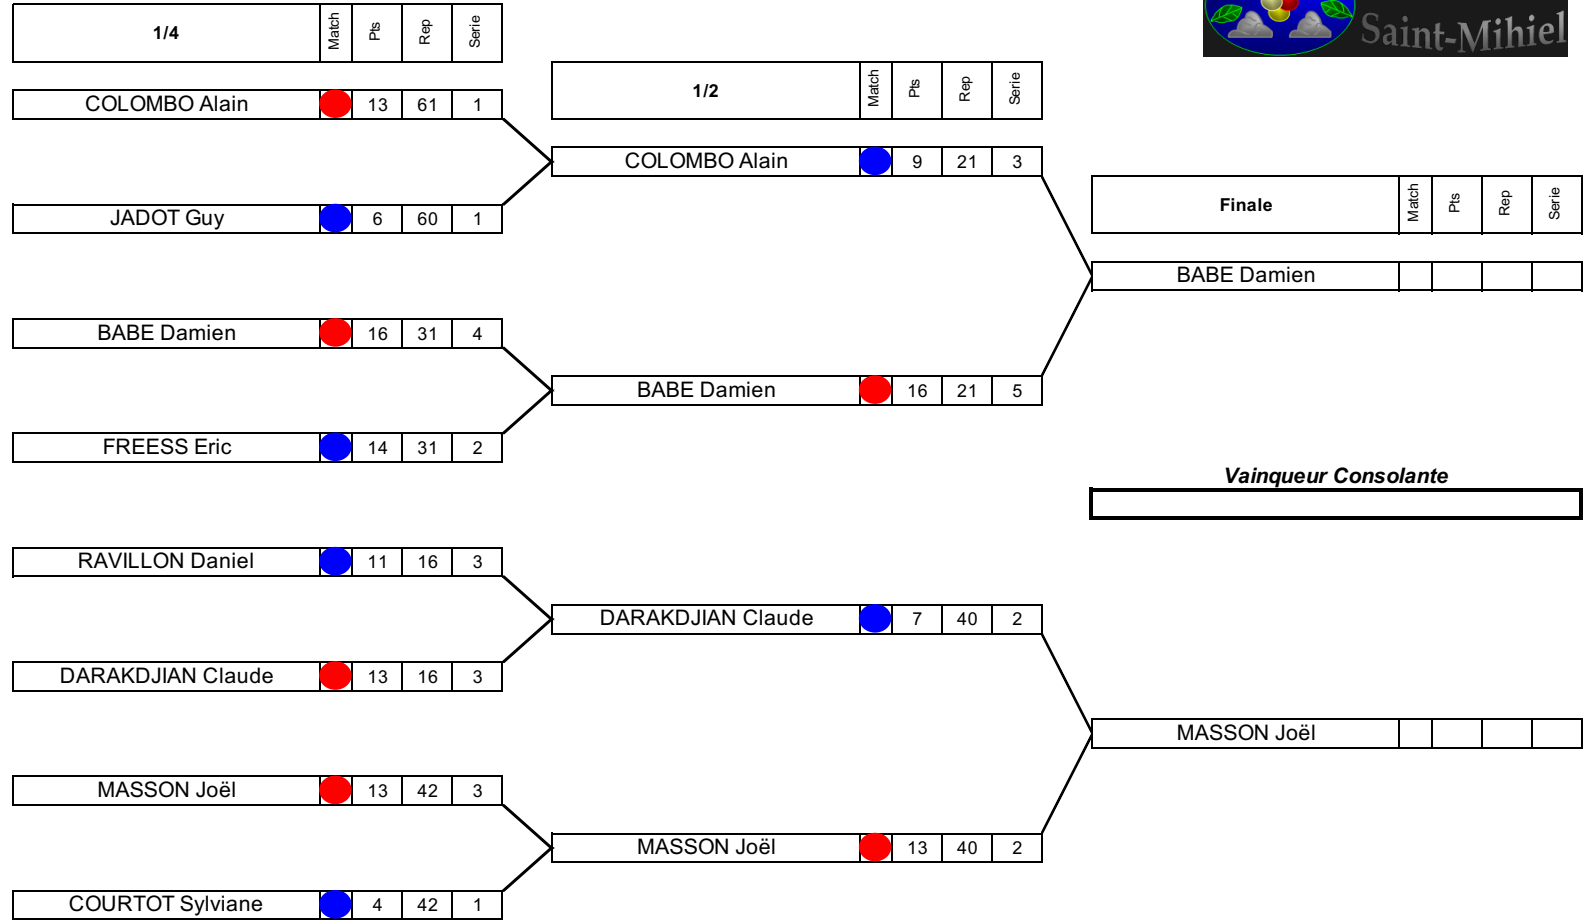 Saint-Mihiel
1/4 Match Pts Rep Serie
1/2 Match Pts Rep Serie
COLOMBO Alain 13 61 1
COLOMBO Alain 9 21 3
Finale Match Pts Rep Serie
JADOT Guy 6 60 1
BABE Damien
BABE Damien 16 31 4
BABE Damien 16 21 5
FREESS Eric 14 31 2
Vainqueur Consolante
RAVILLON Daniel 11 16 3
DARAKDJIAN Claude 7 40 2
DARAKDJIAN Claude 13 16 3
MASSON Joël
MASSON Joël 13 42 3
MASSON Joël 13 40 2
COURTOT Sylviane 4 42 1